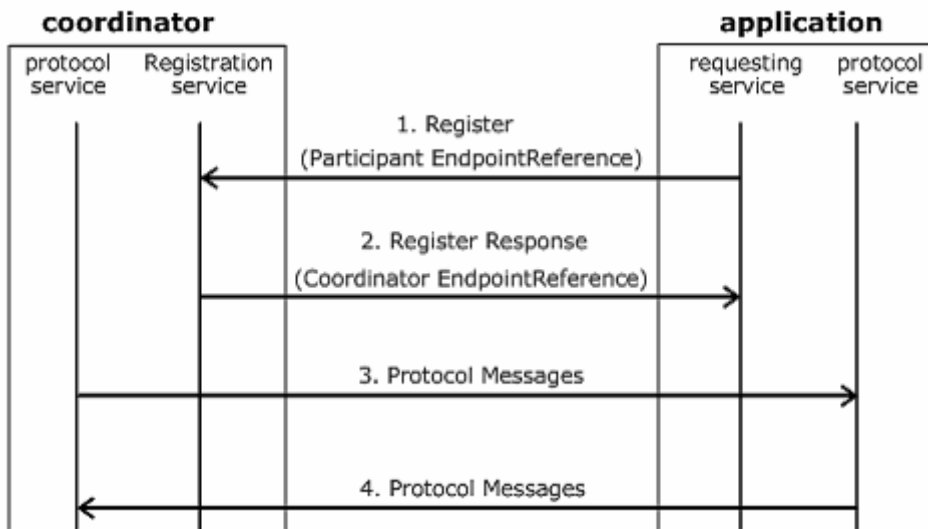 coordinator
application
protocol service
Registration service
requesting service
protocol service
1. Register
(Participant EndpointReference)
2. Register Response
(Coordinator EndpointReference)
3. Protocol Messages
4. Protocol Messages